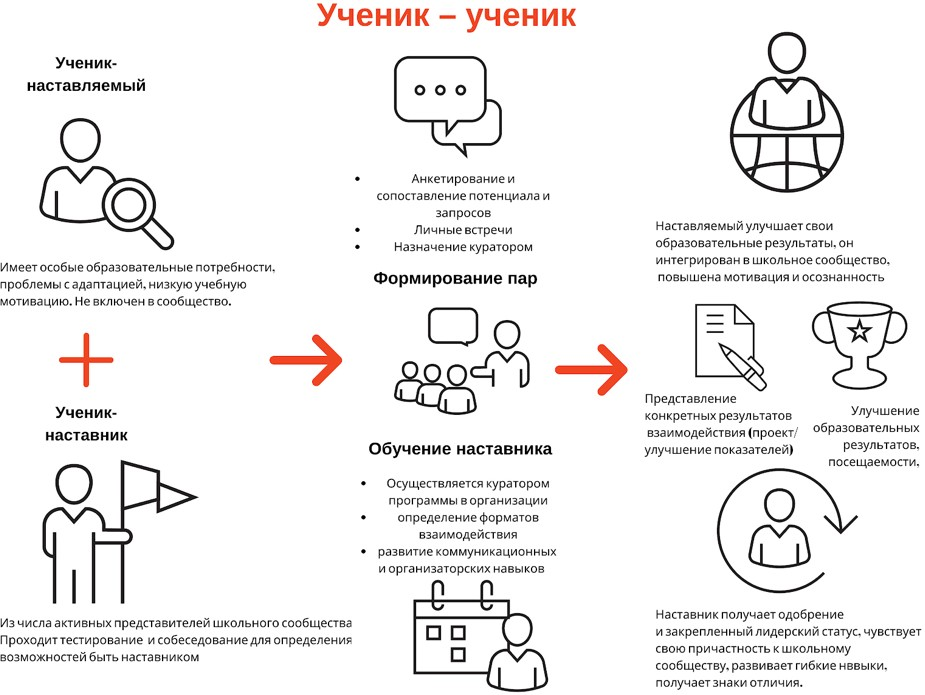 Ученик – ученик
Ученик-
наставляемый
Имеет особые образовательные потребности,
проблемы с адаптацией, низкую учебную
мотивацию. Не включен в сообщество.
Ученик-
наставник
Из числа активных представителей школьного сообщества
Проходит тестирование и собеседование для определения
возможностей быть наставником
• Анкетирование и
сопоставление потенциала и
запросов
• Личные встречи
• Назначение куратором
Формирование пар
Обучение наставника
• Осуществляется куратором
программы в организации
• определение форматов
взаимодействия
• развитие коммуникационных
и организаторских навыков
Наставляемый улучшает свои
образовательные результаты, он
интегрирован в школьное сообщество,
повышена мотивация и осознанность
Представление
конкретных результатов
взаимодействия (проект/
улучшение показателей)
Улучшение
образовательных
результатов,
посещаемости,
Наставник получает одобрение
и закрепленный лидерский статус, чувствует
свою причастность к школьному
сообществу, развивает гибкие нввыки,
получает знаки отличия.